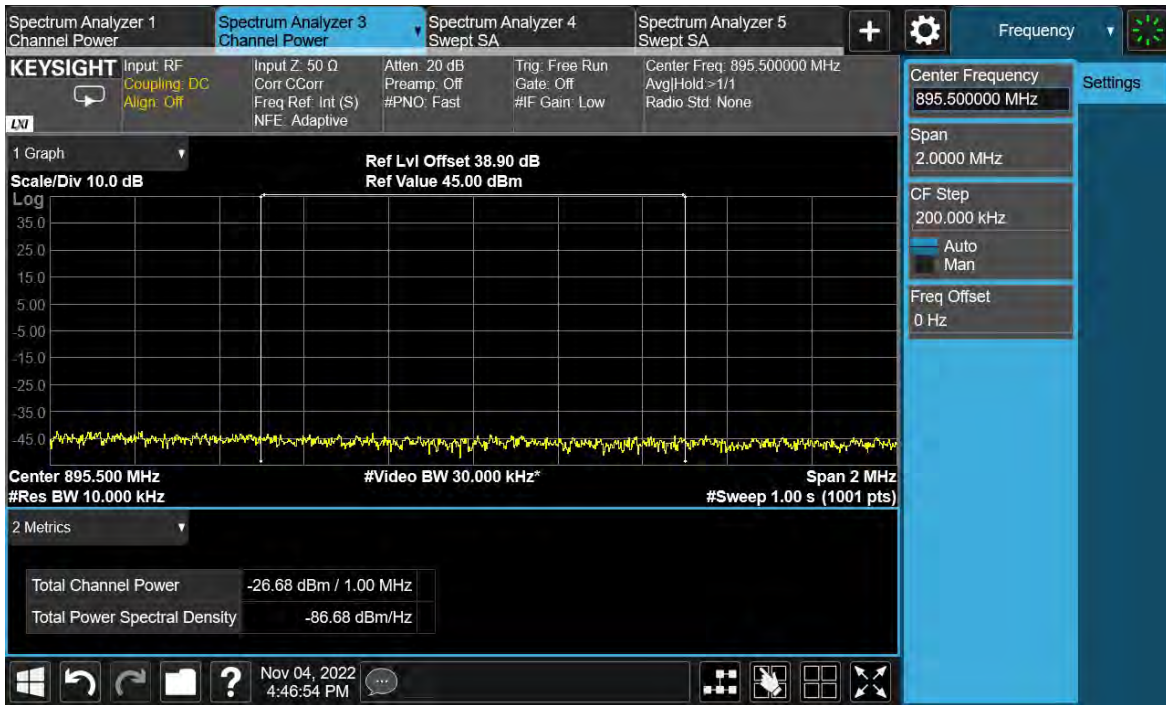 Spectrum Analyzer 1
Channel Power
Spectrum Analyzer 3
Channel Power
Spectrum Analyzer 4
Swept SA
Spectrum Analyzer 5
Swept SA
+
Frequency
KEYSIGHT
LXI
Input: RF
Coupling: DC
Align: Off
Input Z: 50 Ω
Corr CCorr
Freq Ref: Int (S)
NFE: Adaptive
Atten: 20 dB
Preamp: Off
#PNO: Fast
Trig: Free Run
Gate: Off
#IF Gain: Low
Center Freq: 895.500000 MHz
Avg|Hold:>1/1
Radio Std: None
Center Frequency
895.500000 MHz
Settings
Span
2.0000 MHz
CF Step
200.000 kHz
Auto
Man
Freq Offset
0 Hz
1 Graph
Scale/Div 10.0 dB
Ref Lvl Offset 38.90 dB
Ref Value 45.00 dBm
Log
35.0
25.0
15.0
5.00
-5.00
-15.0
-25.0
-35.0
-45.0
Center 895.500 MHz
#Video BW 30.000 kHz*
Span 2 MHz
#Res BW 10.000 kHz
#Sweep 1.00 s (1001 pts)
2 Metrics
Total Channel Power
-26.68 dBm / 1.00 MHz
Total Power Spectral Density
-86.68 dBm/Hz
?
Nov 04, 2022
4:46:54 PM